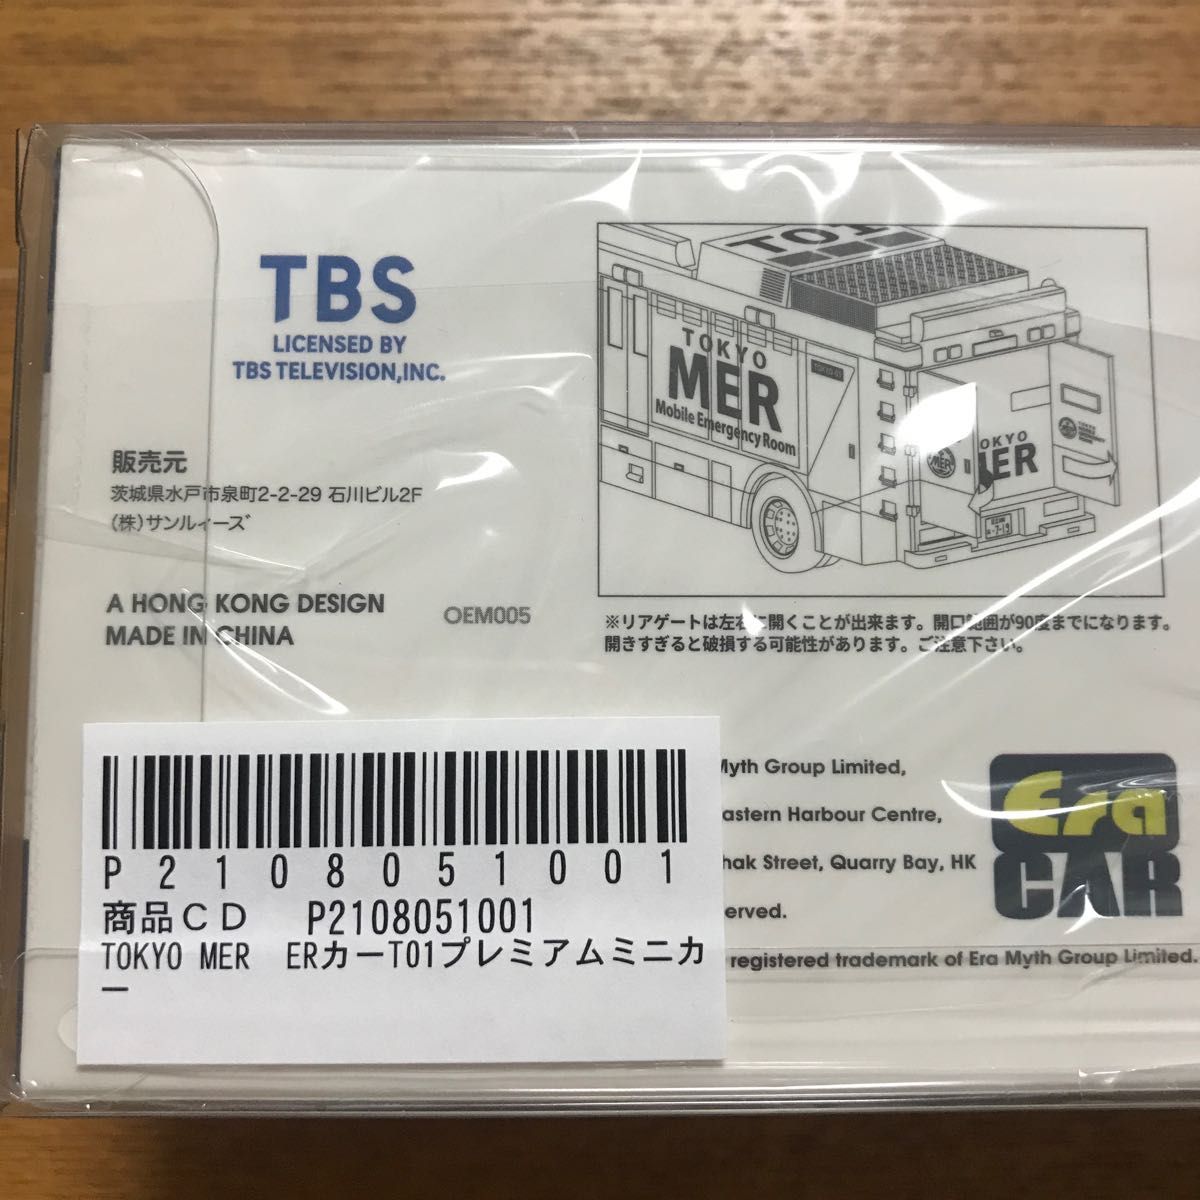 TBS
LICENSED BY
TBS TELEVISION,INC.
販売元
茨城県水戸市泉町2-2-29 石川ビル2F
(株)サンルイーズ
A HONG KONG DESIGN
MADE IN CHINA
OEM005
TO1
TOKYO
MER
Mobile Emergency Room
TOKYO-01
MER
OKYO
ER
7-19
※リアゲートは左右に開くことが出来ます。開口範囲が90度までになります。
開きすぎると破損する可能性があります。ご注意下さい。
Myth Group Limited,
astern Harbour Centre,
hak Street, Quarry Bay, HK
erved.
registered trademark of Era Myth Group Limited.
Era
CAR
P2108051001
商品CD P2108051001
TOKYO MER ERカーT01プレミアムミニカ
ー